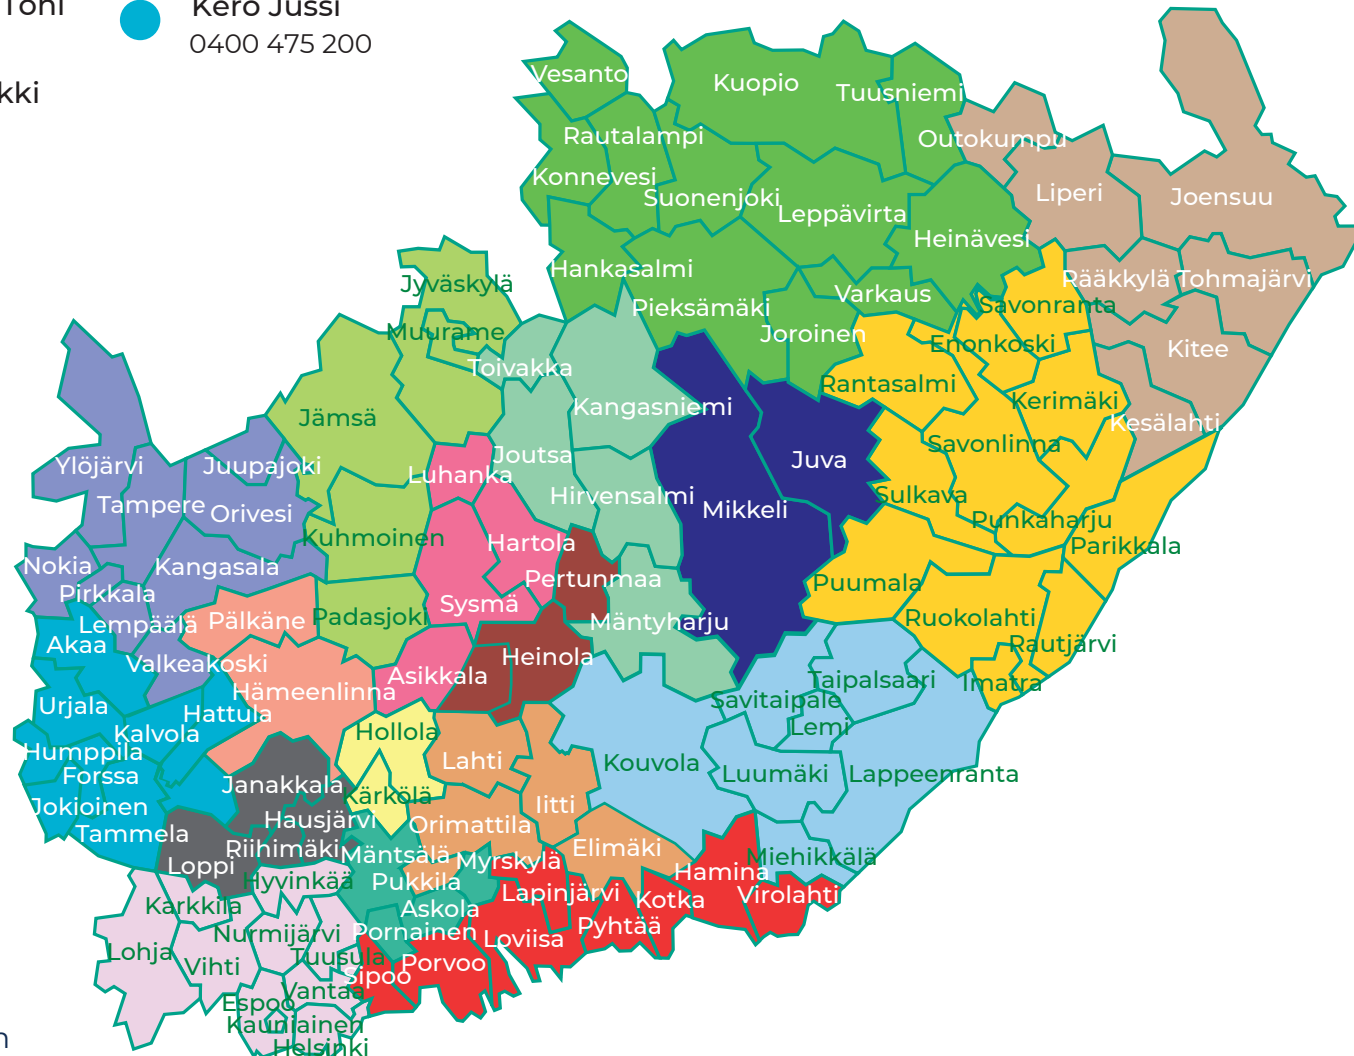 Toni
Kero Jussi
0400 475 200
kki
Vesanto
Kuopio
Tuusniemi
Rautalampi
Outokumpu
Konnevesi
Suonenjoki
Liperi
Joensuu
Leppävirta
Heinävesi
Hankasalmi
Rääkkylä
Tohmajärvi
Jyväskylä
Varkaus
Pieksämäki
Savonranta
Muurame
Joroinen
Enonkoski
Kitee
Toivakka
Rantasalmi
Kangasniemi
Kerimäki
Jämsä
Kesälahti
Savonlinna
Joutsa
Juva
Ylöjärvi
Juupajoki
Luhanka
Hirvensalmi
Sulkava
Tampere
Orivesi
Mikkeli
Punkaharju
Kuhmoinen
Hartola
Parikkala
Nokia
Kangasala
Pertunmaa
Puumala
Pirkkala
Sysmä
Lempäälä
Pälkäne
Padasjoki
Mäntyharju
Ruokolahti
Akaa
Rautjärvi
Valkeakoski
Heinola
Asikkala
Taipalsaari
Imatra
Hämeenlinna
Urjala
Savitaipale
Hattula
Kalvola
Hollola
Lemi
Humppila
Lahti
Kouvola
Forssa
Luumäki
Lappeenranta
Janakkala
Kärkölä
Jokioinen
Iitti
Hausjärvi
Orimattila
Tammela
Riihimäki
Mäntsälä
Elimäki
Loppi
Myrskylä
Miehikkälä
Hyvinkää
Pukkila
Hamina
Lapinjärvi
Virolahti
Karkkila
Askola
Kotka
Nurmijärvi
Pornainen
Loviisa
Pyhtää
Lohja
Tuusula
Vihti
Sipoo
Porvoo
Vantaa
Espoo
Kauniainen
Helsinki
n